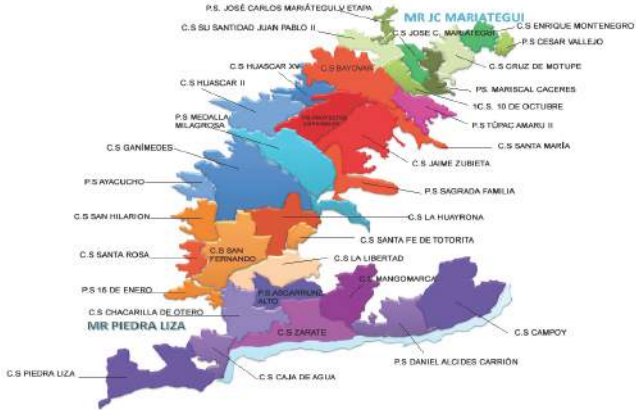 P.S. JOSÉ CARLOS MARIÁTEGUI V ETAPA
MR JC MARIATEGUI
C.S SU SANTIDAD JUAN PABLO II
C.S JOSE C. MARIÁTEGUI
C.S ENRIQUE MONTENEGRO
P.S CESAR VALLEJO
C.S HUASCAR XV
C.S BAYOVAR
C.S CRUZ DE MOTUPE
C.S HUASCAR II
PS. MARISCAL CACERES
1C.S. 10 DE OCTUBRE
P.S MEDALLA
MILAGROSA
P.S TÚPAC AMARU II
C.S GANÍMEDES
C.S SANTA MARÍA
C.S JAIME ZUBIETA
P.S AYACUCHO
P.S SAGRADA FAMILIA
C.S SAN HILARION
C.S LA HUAYRONA
C.S SANTA FE DE TOTORITA
C.S SANTA ROSA
C.S SAN
FERNANDO
C.S LA LIBERTAD
C.S MANGOMARCA
P.S 15 DE ENERO
P.S ASCARRUNZ
ALTO
C.S CHACARILLA DE OTERO
MR PIEDRA LIZA
C.S ZARATE
C.S CAMPOY
P.S DANIEL ALCIDES CARRIÓN
C.S PIEDRA LIZA
C.S CAJA DE AGUA